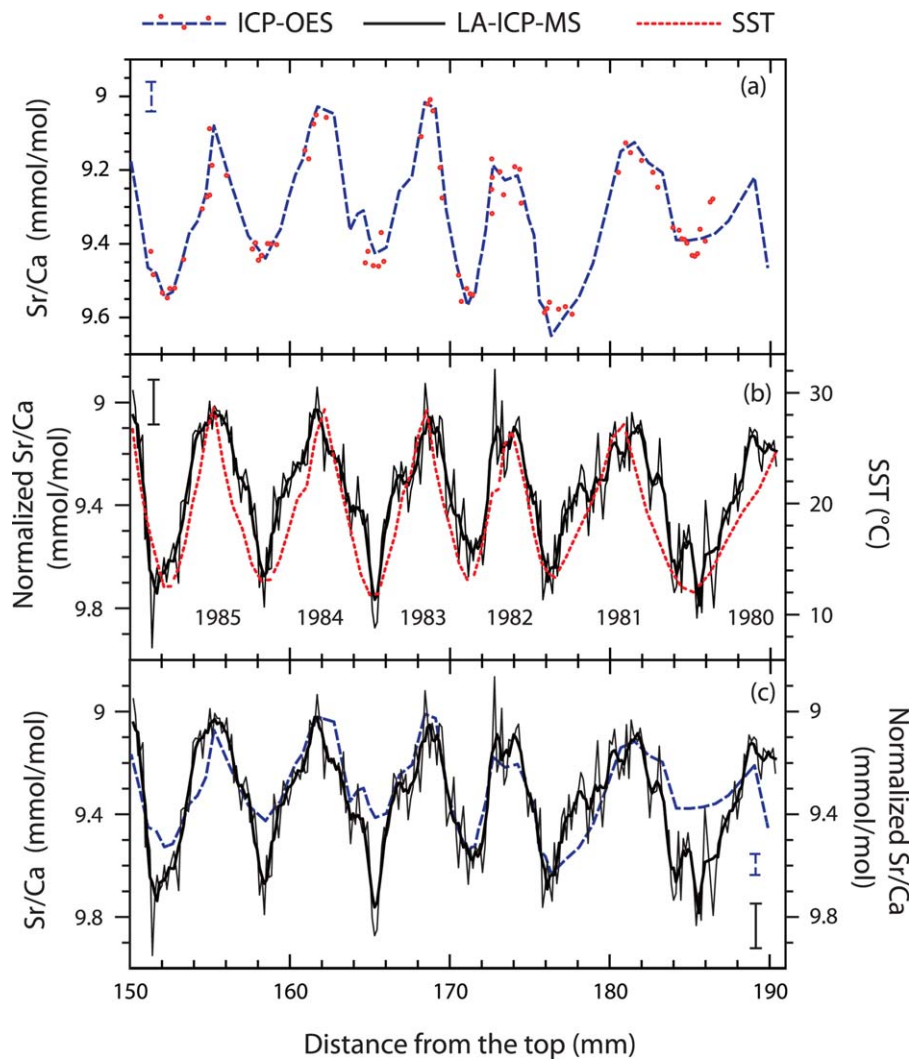 ICP-OES LA-ICP-MS SST
(a)
Sr/Ca (mmol/mol)
9
9.2
9.4
9.6
(b)
Normalized Sr/Ca
(mmol/mol)
9
9.4
9.8
30
20
10
SST (°C)
1985 1984 1983 1982 1981 1980
(c)
Sr/Ca (mmol/mol)
9
9.4
9.8
9
9.4
9.8
Normalized Sr/Ca
(mmol/mol)
150 160 170 180 190
Distance from the top (mm)